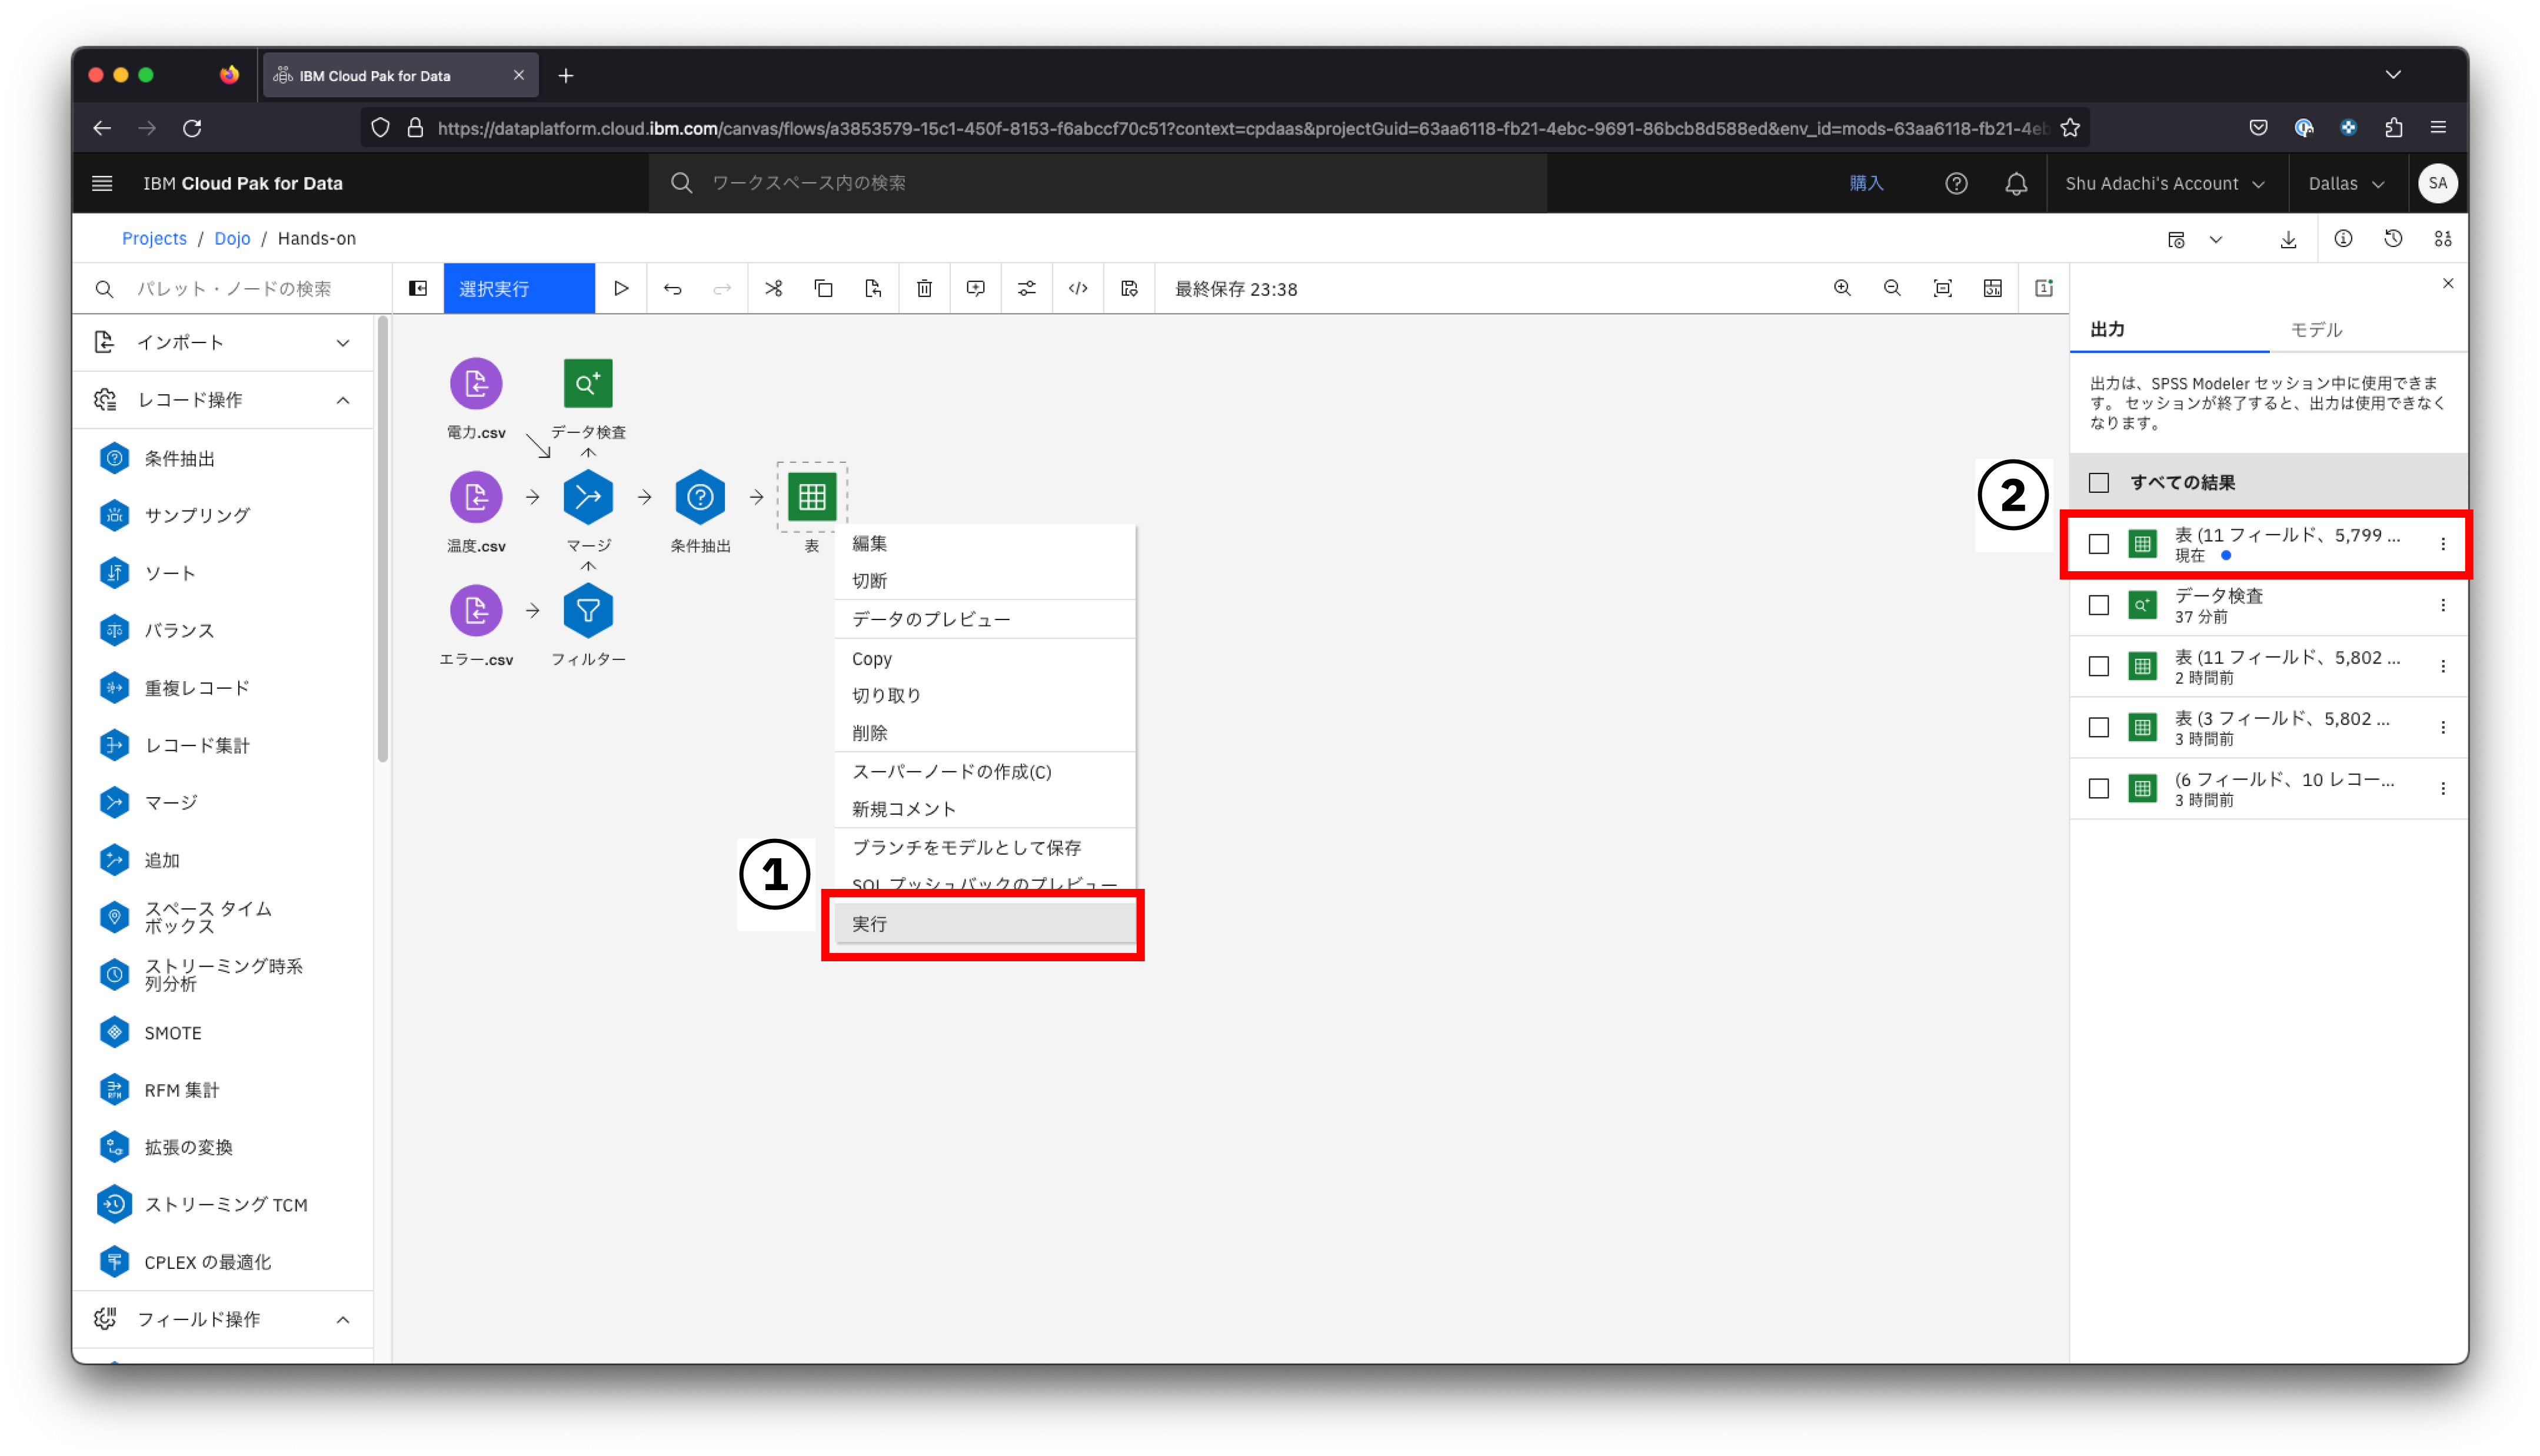 IBM Cloud Pak for Data
https://dataplatform.cloud.ibm.com/canvas/flows/a3853579-15c1-450f-8153-f6abccf70c51?context=cpdaas&projectGuid=63aa6118-fb21-4ebc-9691-86bcb8d588ed&env_id=mods-63aa6118-fb21-4eb
IBM Cloud Pak for Data
ワークスペース内の検索
購入
Shu Adachi's Account
Dallas
SA
Projects / Dojo / Hands-on
パレット・ノードの検索
選択実行
最終保存 23:38
インポート
レコード操作
条件抽出
サンプリング
ソート
バランス
重複レコード
レコード集計
マージ
追加
スペース タイム
ボックス
ストリーミング時系
列分析
SMOTE
RFM 集計
拡張の変換
ストリーミング TCM
CPLEX の最適化
フィールド操作
電力.csv
データ検査
温度.csv
マージ
条件抽出
表
エラー.csv
フィルター
編集
切断
データのプレビュー
Copy
切り取り
削除
スーパーノードの作成(C)
新規コメント
ブランチをモデルとして保存
SQL プッシュバックのプレビュー
1
実行
出力
モデル
出力は、SPSS Modeler セッション中に使用できま
す。 セッションが終了すると、出力は使用できなく
なります。
2
すべての結果
表 (11 フィールド、5,799 ...
現在
データ検査
37 分前
表 (11 フィールド、5,802 ...
2 時間前
表 (3 フィールド、5,802 ...
3 時間前
(6 フィールド、10 レコー...
3 時間前